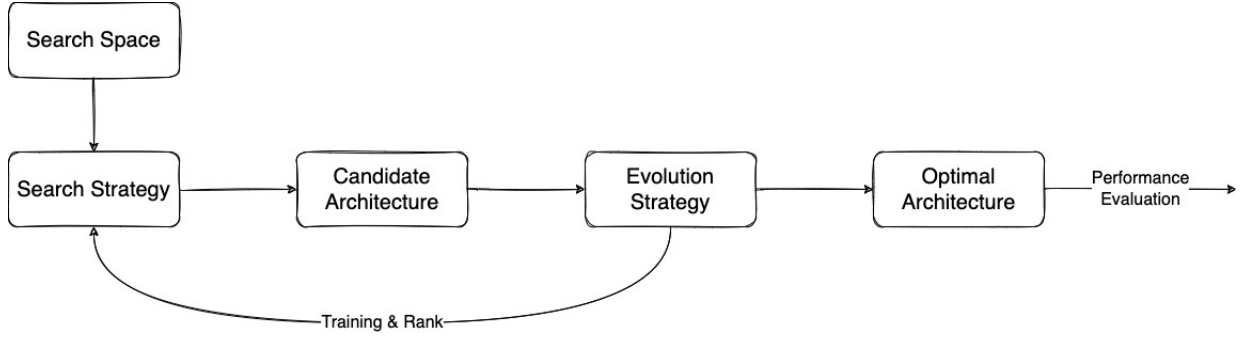 Search Space
Search Strategy
Candidate
Architecture
Evolution
Strategy
Optimal
Architecture
Performance
Evaluation
Training & Rank